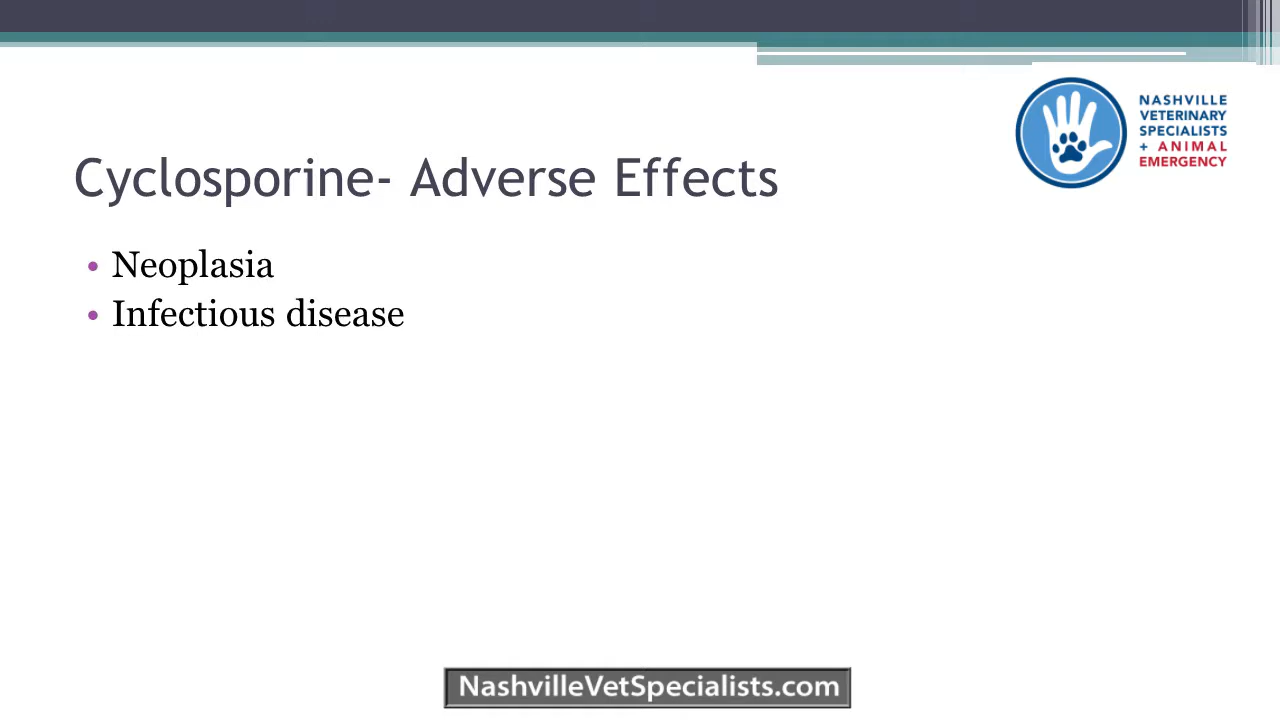 NASHVILLE
VETERINARY
SPECIALISTS
+ ANIMAL
EMERGENCY
Cyclosporine- Adverse Effects
• Neoplasia
• Infectious disease
NashvilleVetSpecialists.com